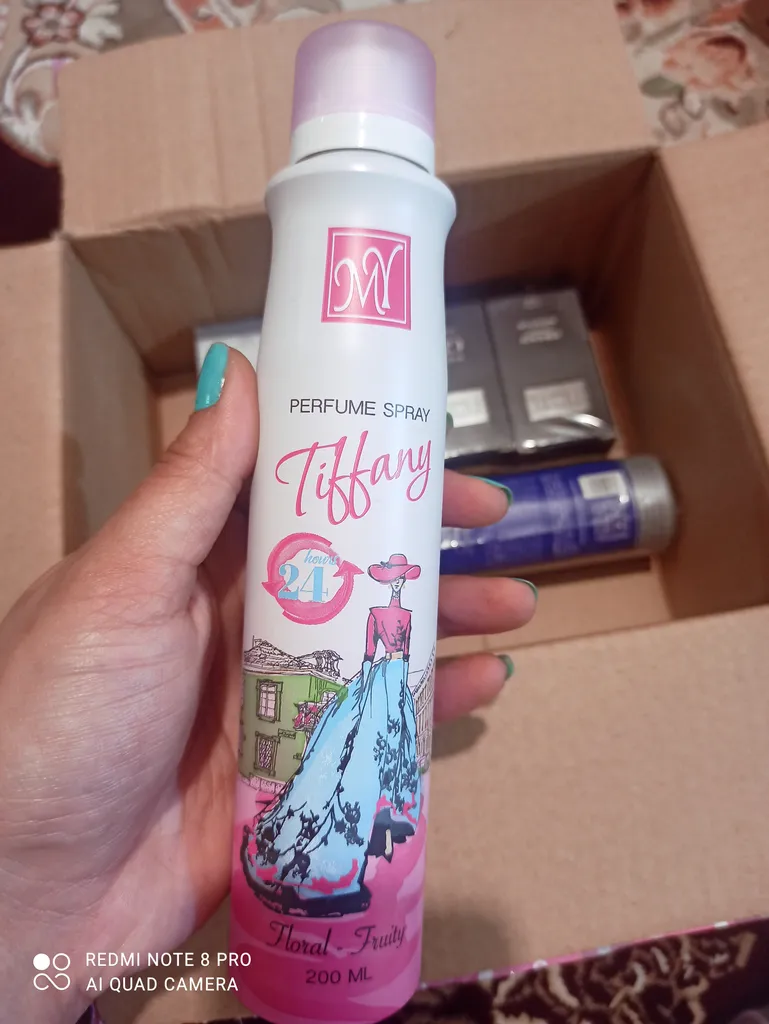 MY
PERFUME SPRAY
Tiffany
hours
24
Floral - Fruity
200 ML
REDMI NOTE 8 PRO
AI QUAD CAMERA